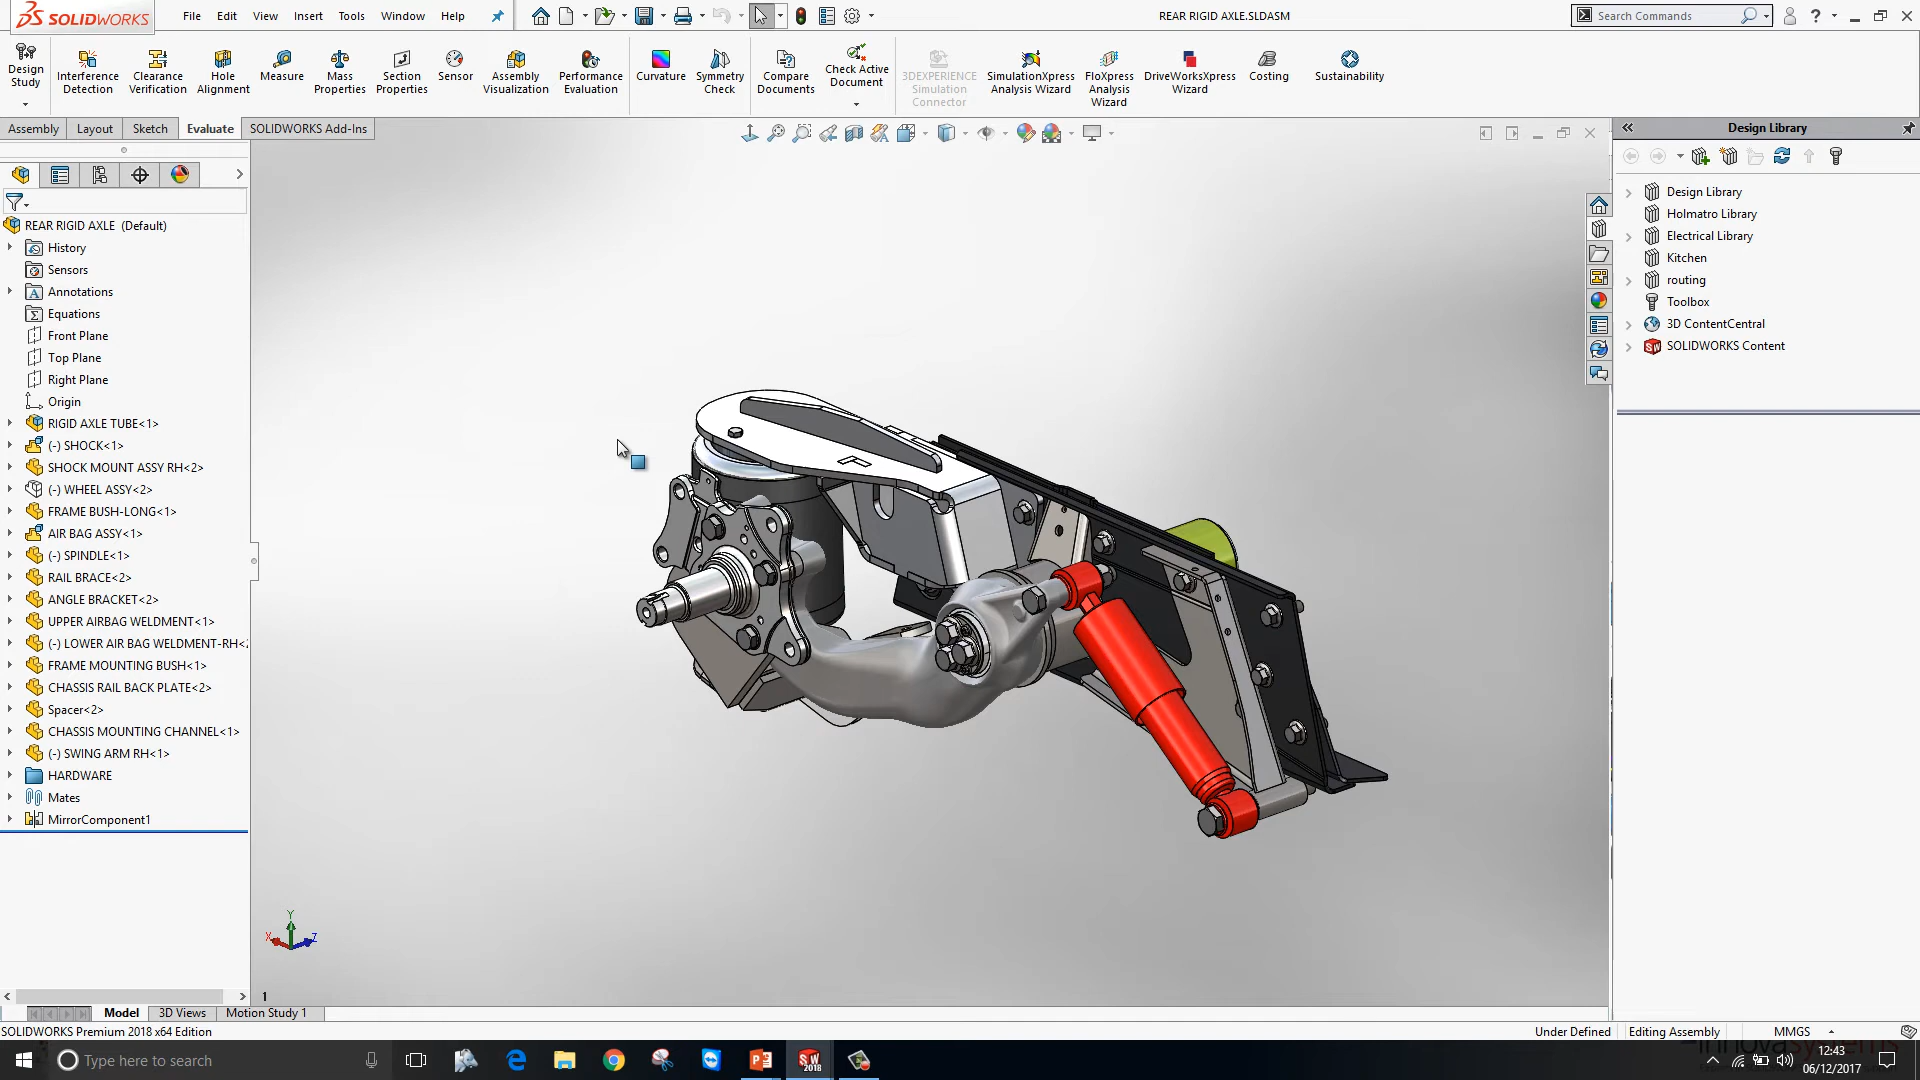 SOLIDWORKS File Edit View Insert Tools Window Help REAR RIGID AXLE.SLDASM Search Commands ?
Design Study
Interference Detection
Clearance Verification
Hole Alignment
Measure
Mass Properties
Section Properties
Sensor
Assembly Visualization
Performance Evaluation
Curvature
Symmetry Check
Compare Documents
Check Active Document
3DEXPERIENCE Simulation Connector
SimulationXpress Analysis Wizard
FloXpress Analysis Wizard
DriveWorksXpress Wizard
Costing
Sustainability
Assembly Layout Sketch Evaluate SOLIDWORKS Add-Ins
REAR RIGID AXLE (Default)
History
Sensors
Annotations
Equations
Front Plane
Top Plane
Right Plane
Origin
RIGID AXLE TUBE<1>
(-) SHOCK<1>
SHOCK MOUNT ASSY RH<2>
(-) WHEEL ASSY<2>
FRAME BUSH-LONG<1>
AIR BAG ASSY<1>
(-) SPINDLE<1>
RAIL BRACE<2>
ANGLE BRACKET<2>
UPPER AIRBAG WELDMENT<1>
(-) LOWER AIR BAG WELDMENT-RH<
FRAME MOUNTING BUSH<1>
CHASSIS RAIL BACK PLATE<2>
Spacer<2>
CHASSIS MOUNTING CHANNEL<1>
(-) SWING ARM RH<1>
HARDWARE
Mates
MirrorComponent1
Y
X
Z
1
Design Library
Design Library
Holmatro Library
Electrical Library
Kitchen
routing
Toolbox
3D ContentCentral
SOLIDWORKS Content
Model 3D Views Motion Study 1
SOLIDWORKS Premium 2018 x64 Edition Under Defined Editing Assembly MMGS
Type here to search
12:43
06/12/2017